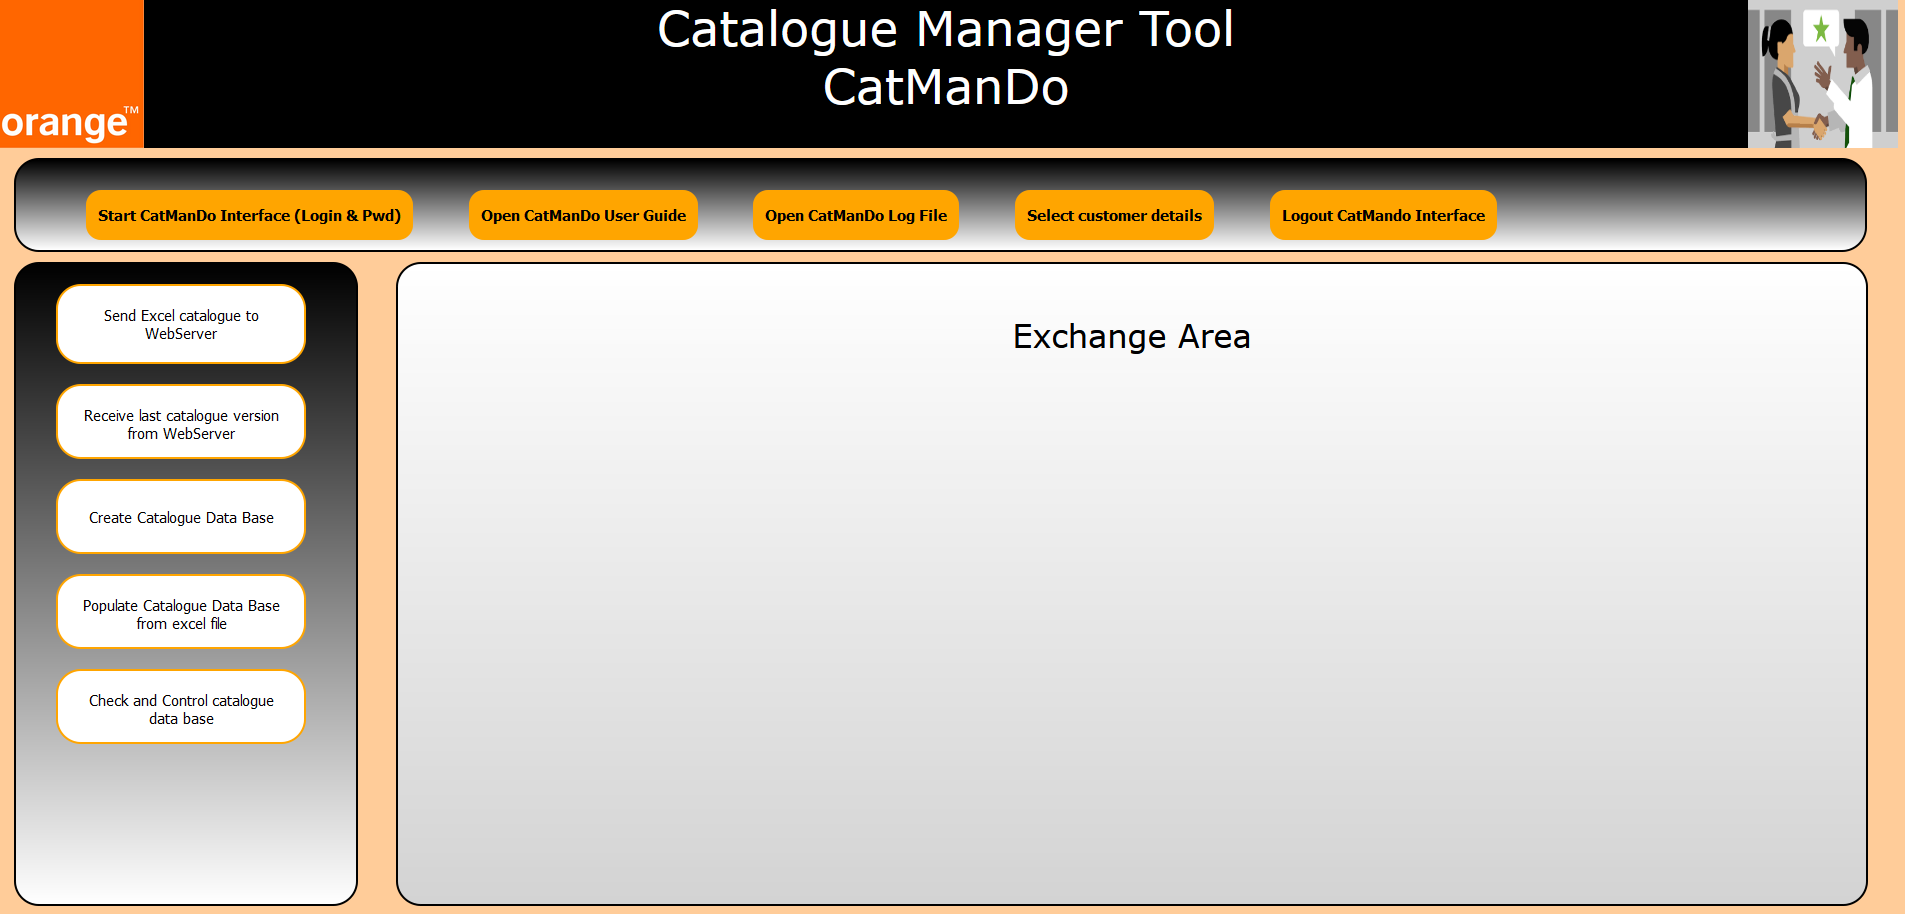 Catalogue Manager Tool
CatManDo
orange™
Start CatManDo Interface (Login & Pwd)
Open CatManDo User Guide
Open CatManDo Log File
Select customer details
Logout CatMando Interface
Send Excel catalogue to
WebServer
Receive last catalogue version
from WebServer
Create Catalogue Data Base
Populate Catalogue Data Base
from excel file
Check and Control catalogue
data base
Exchange Area